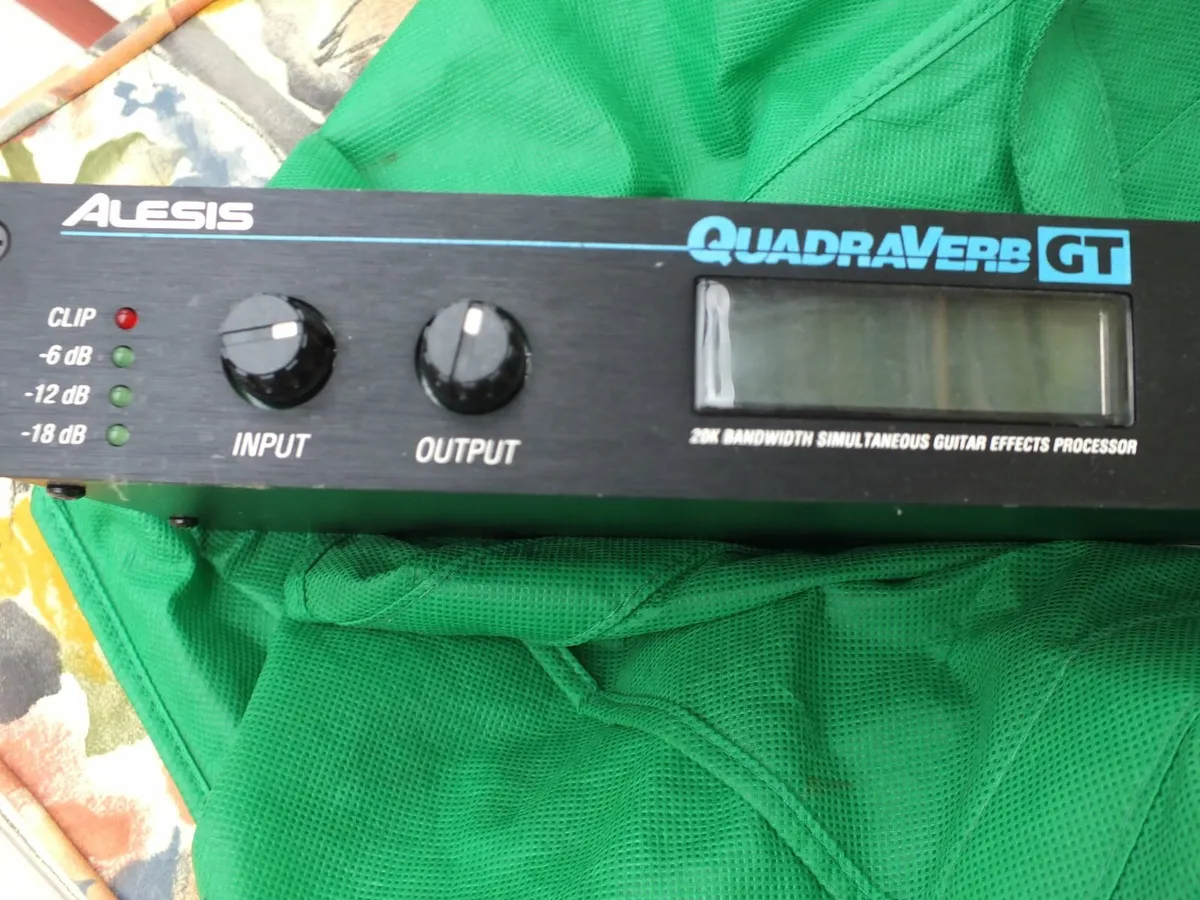 ALESIS
QUADRAVERB GT
CLIP
-6 dB
-12 dB
-18 dB
INPUT
OUTPUT
20K BANDWIDTH SIMULTANEOUS GUITAR EFFECTS PROCESSOR